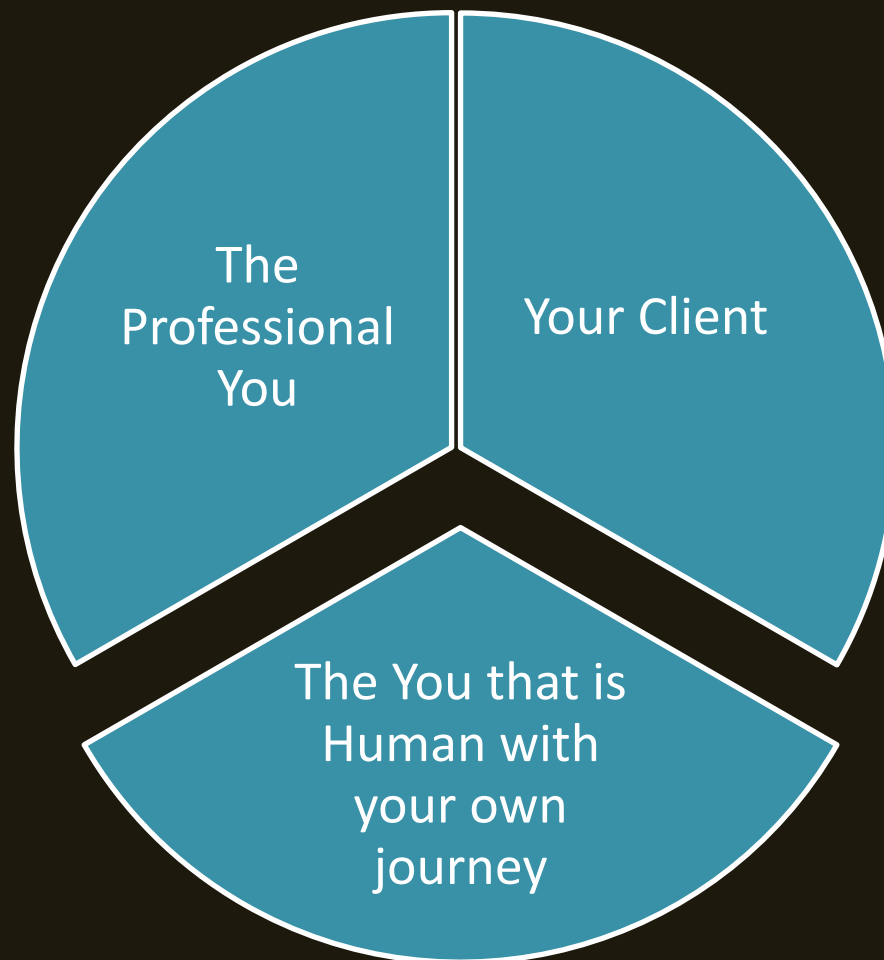 The
Professional
You
Your Client
The You that is
Human with
your own
journey